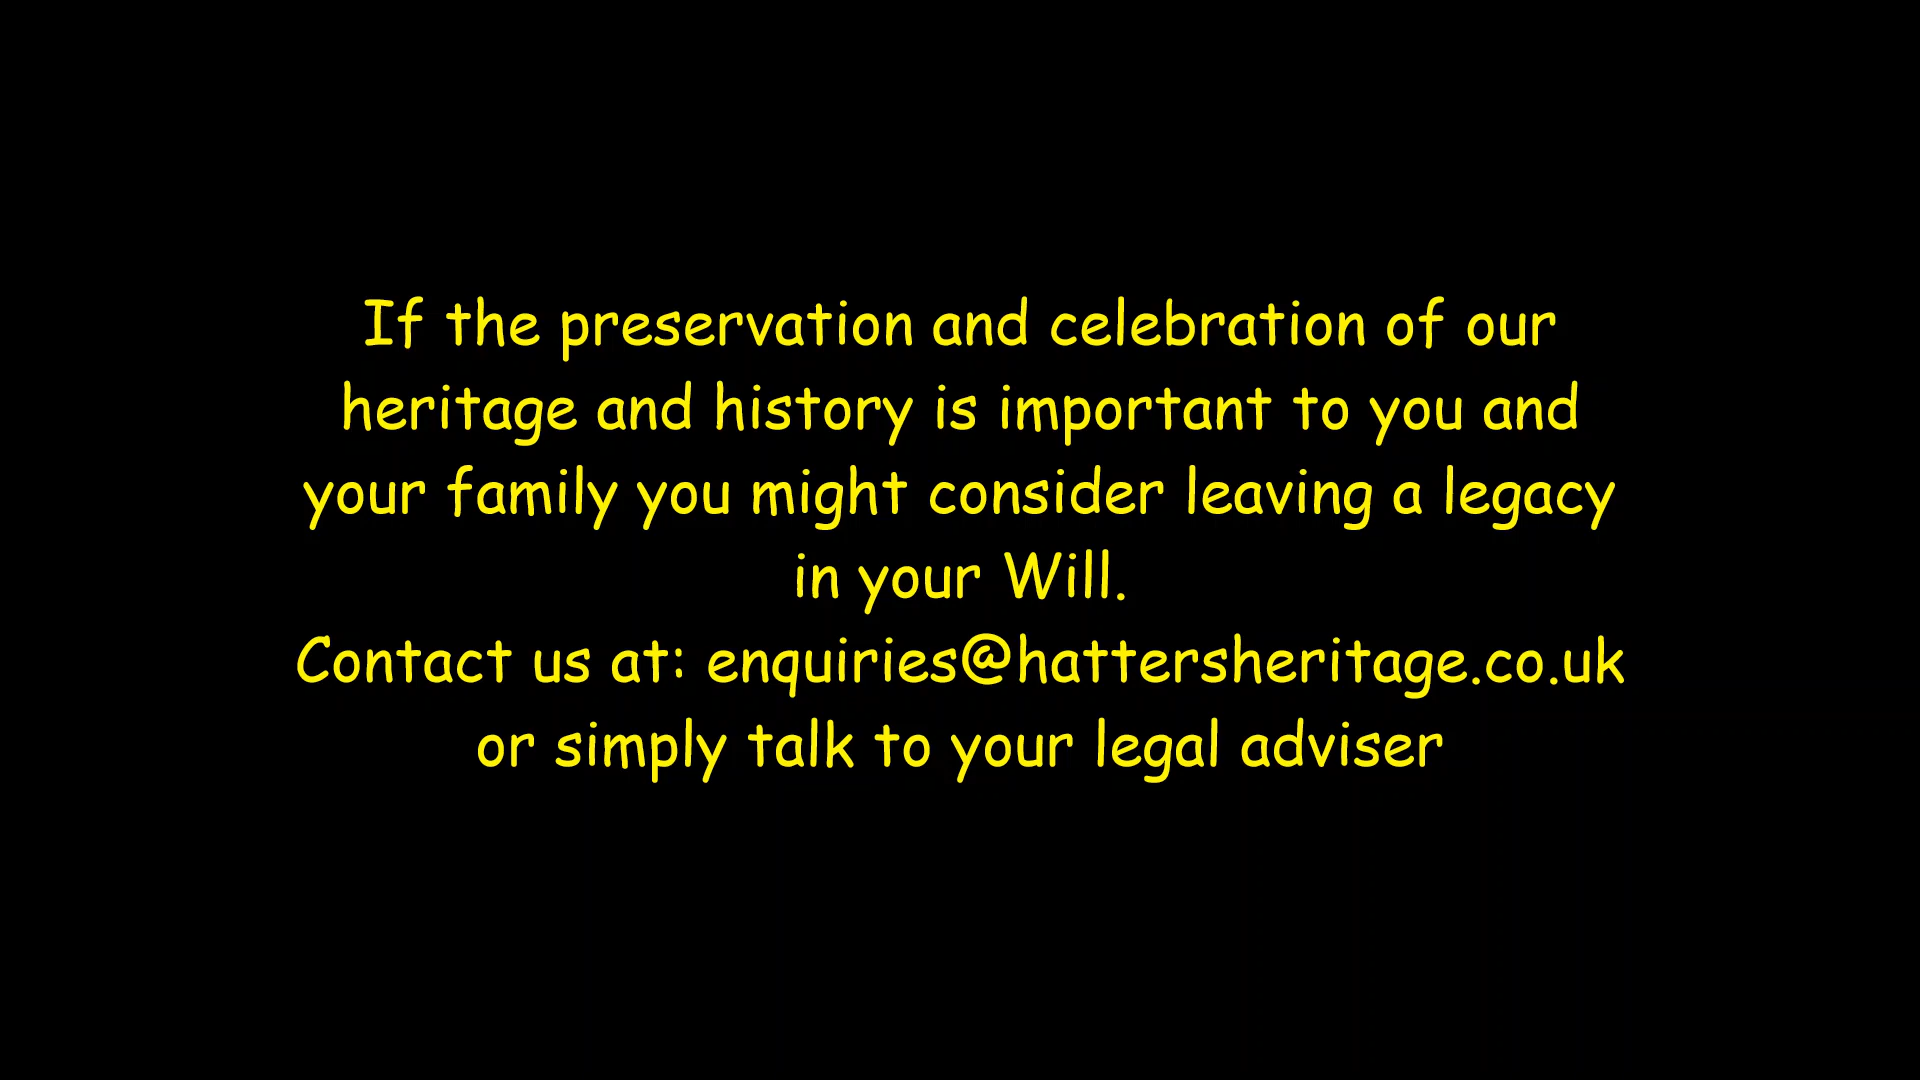 If the preservation and celebration of our
heritage and history is important to you and
your family you might consider leaving a legacy
in your Will.
Contact us at: enquiries@hattersheritage.co.uk
or simply talk to your legal adviser